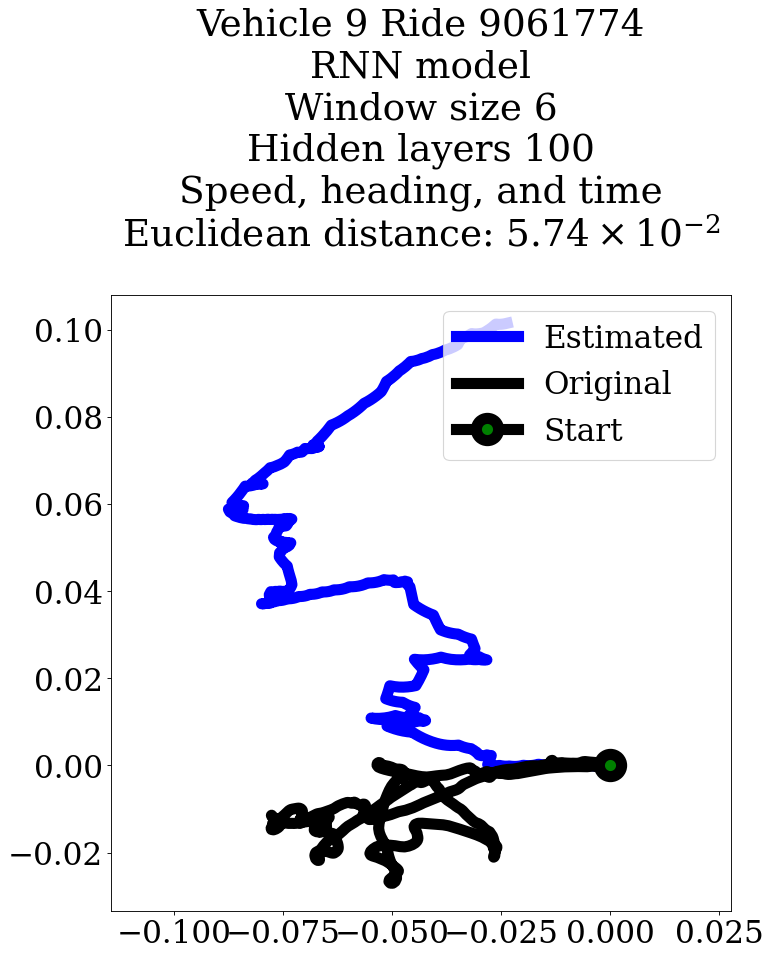 Vehicle 9 Ride 9061774
RNN model
Window size 6
Hidden layers 100
Speed, heading, and time
Euclidean distance: 5.74 × 10⁻²
Estimated
Original
Start
0.10
0.08
0.06
0.04
0.02
0.00
−0.02
−0.100 −0.075 −0.050 −0.025 0.000 0.025